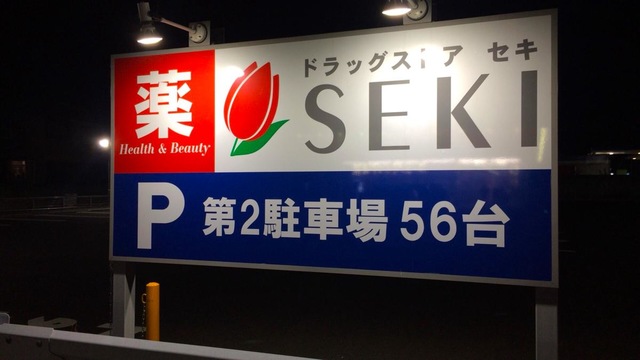 薬
Health & Beauty
ドラッグストア セキ
SEKI
P 第2駐車場 56台